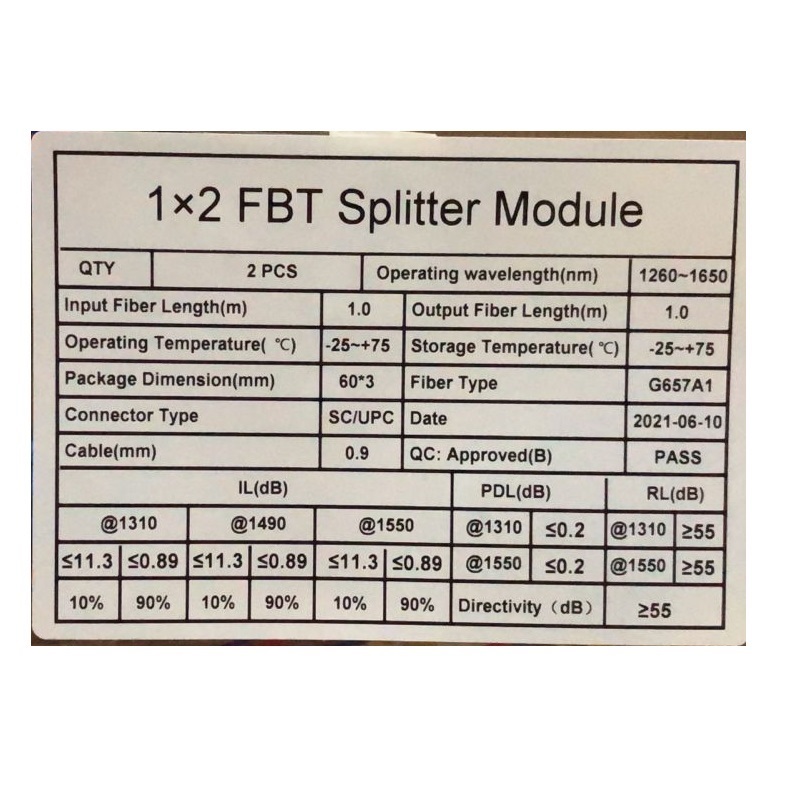 1×2 FBT Splitter Module
QTY 2 PCS Operating wavelength(nm) 1260~1650
Input Fiber Length(m) 1.0 Output Fiber Length(m) 1.0
Operating Temperature( ℃) -25~+75 Storage Temperature( ℃) -25~+75
Package Dimension(mm) 60*3 Fiber Type G657A1
Connector Type SC/UPC Date 2021-06-10
Cable(mm) 0.9 QC: Approved(B) PASS
IL(dB) PDL(dB) RL(dB)
@1310 @1490 @1550 @1310 ≤0.2 @1310 ≥55
≤11.3 ≤0.89 ≤11.3 ≤0.89 ≤11.3 ≤0.89 @1550 ≤0.2 @1550 ≥55
10% 90% 10% 90% 10% 90% Directivity（dB） ≥55